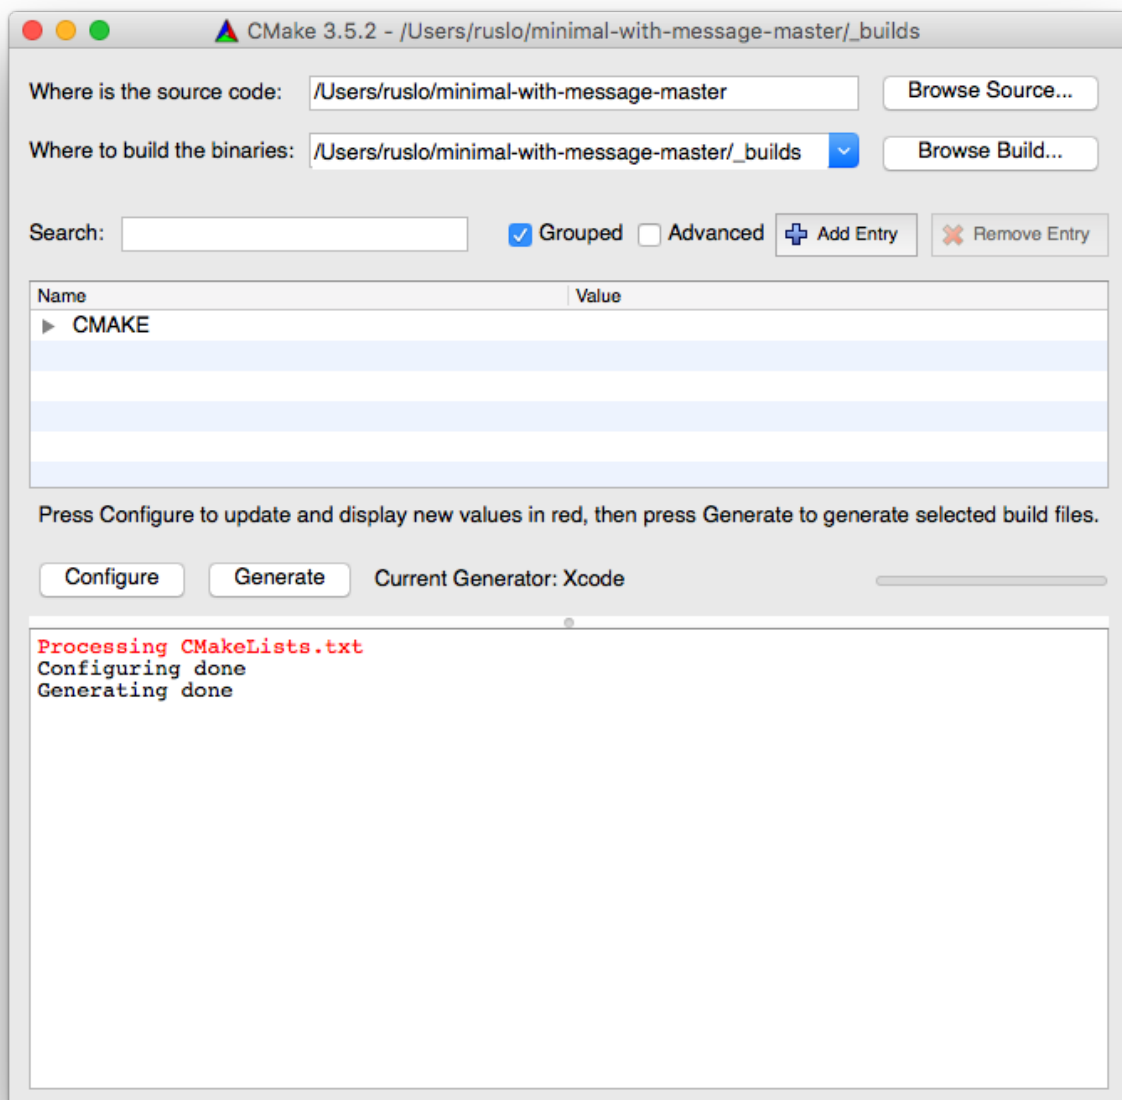 CMake 3.5.2 - /Users/ruslo/minimal-with-message-master/_builds
Where is the source code: /Users/ruslo/minimal-with-message-master Browse Source...
Where to build the binaries: /Users/ruslo/minimal-with-message-master/_builds Browse Build...
Search: Grouped Advanced Add Entry Remove Entry
Name Value
CMAKE
Press Configure to update and display new values in red, then press Generate to generate selected build files.
Configure Generate Current Generator: Xcode
Processing CMakeLists.txt
Configuring done
Generating done